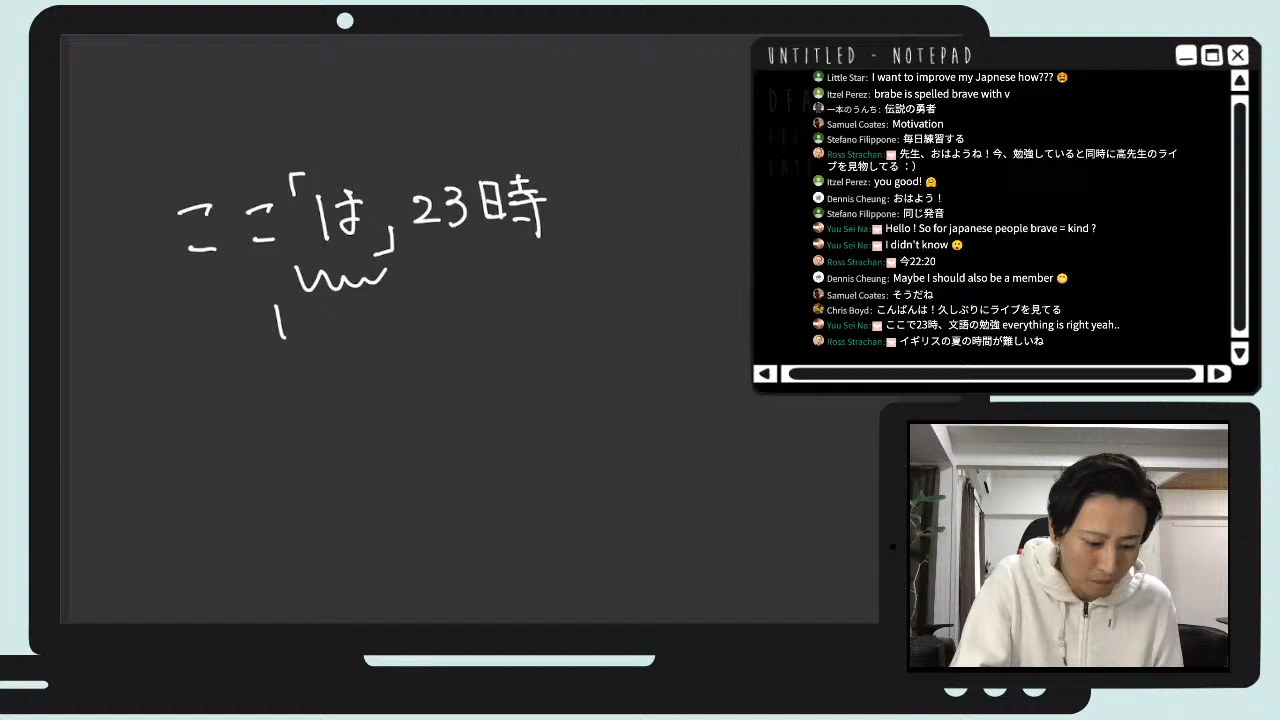 ここ「は」23時
UNTITLED - NOTEPAD
Little Star: I want to improve my Japnese how??? 😩
Itzel Perez: brabe is spelled brave with v
一本のうんち: 伝説の勇者
Samuel Coates: Motivation
Stefano Filippone: 毎日練習する
Ross Strachan: 先生、おはようね！今、勉強していると同時に高先生のライ
ブを見物してる ：）
Itzel Perez: you good! 🤗
Dennis Cheung: おはよう！
Stefano Filippone: 同じ発音
Yuu Sei Na: Hello ! So for japanese people brave = kind ?
Yuu Sei Na: I didn't know 😲
Ross Strachan: 今22:20
Dennis Cheung: Maybe I should also be a member 😁
Samuel Coates: そうだね
Chris Boyd: こんばんは！久しぶりにライブを見てる
Yuu Sei Na: ここで23時、文語の勉強 everything is right yeah..
Ross Strachan: イギリスの夏の時間が難しいね